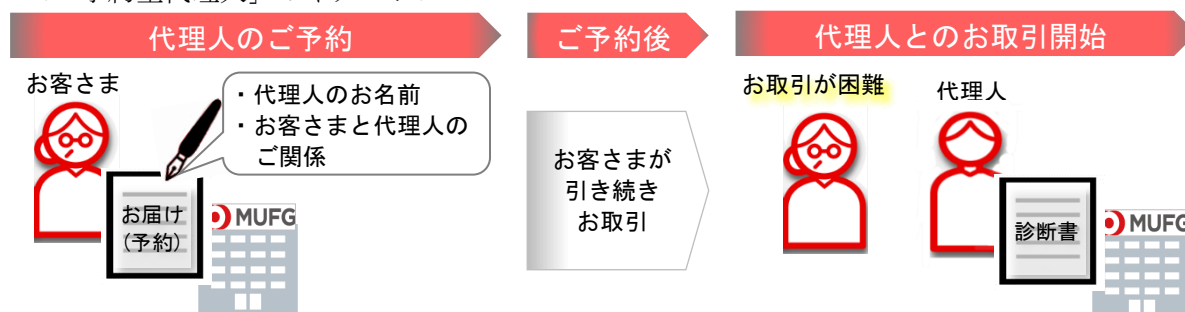 代理人のご予約
ご予約後
代理人とのお取引開始
お客さま
・代理人のお名前
・お客さまと代理人の
ご関係
お届け
(予約)
MUFG
お客さまが
引き続き
お取引
お取引が困難
代理人
診断書
MUFG